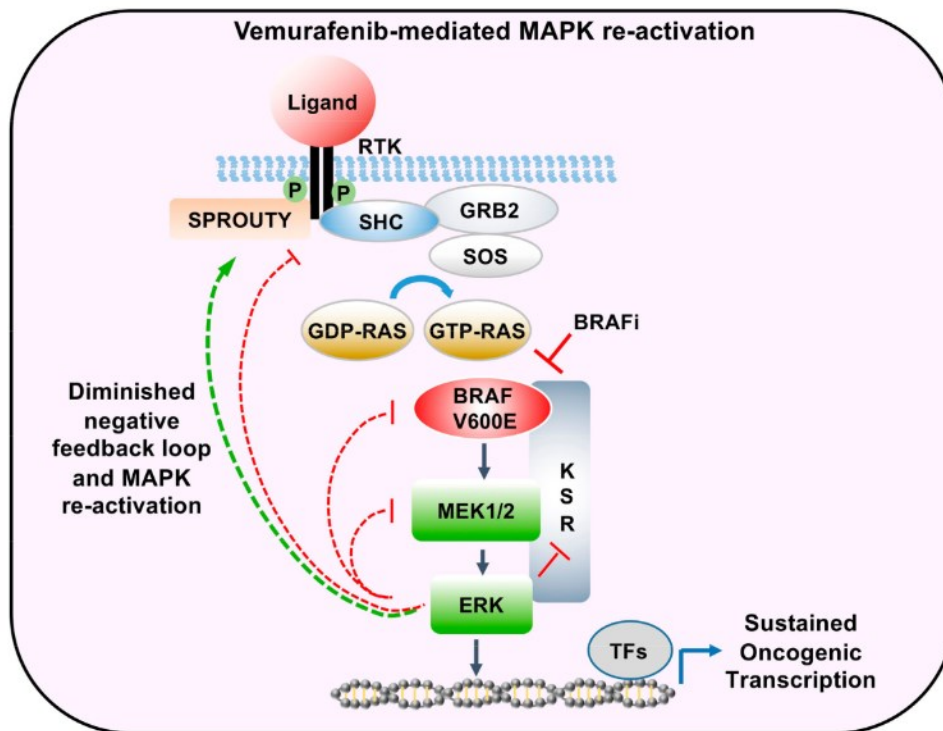 Vemurafenib-mediated MAPK re-activation
Ligand
RTK
P
P
SPROUTY
SHC
GRB2
SOS
GDP-RAS
GTP-RAS
BRAFi
BRAF
V600E
Diminished
negative
feedback loop
and MAPK
re-activation
K
S
R
MEK1/2
ERK
TFs
Sustained
Oncogenic
Transcription